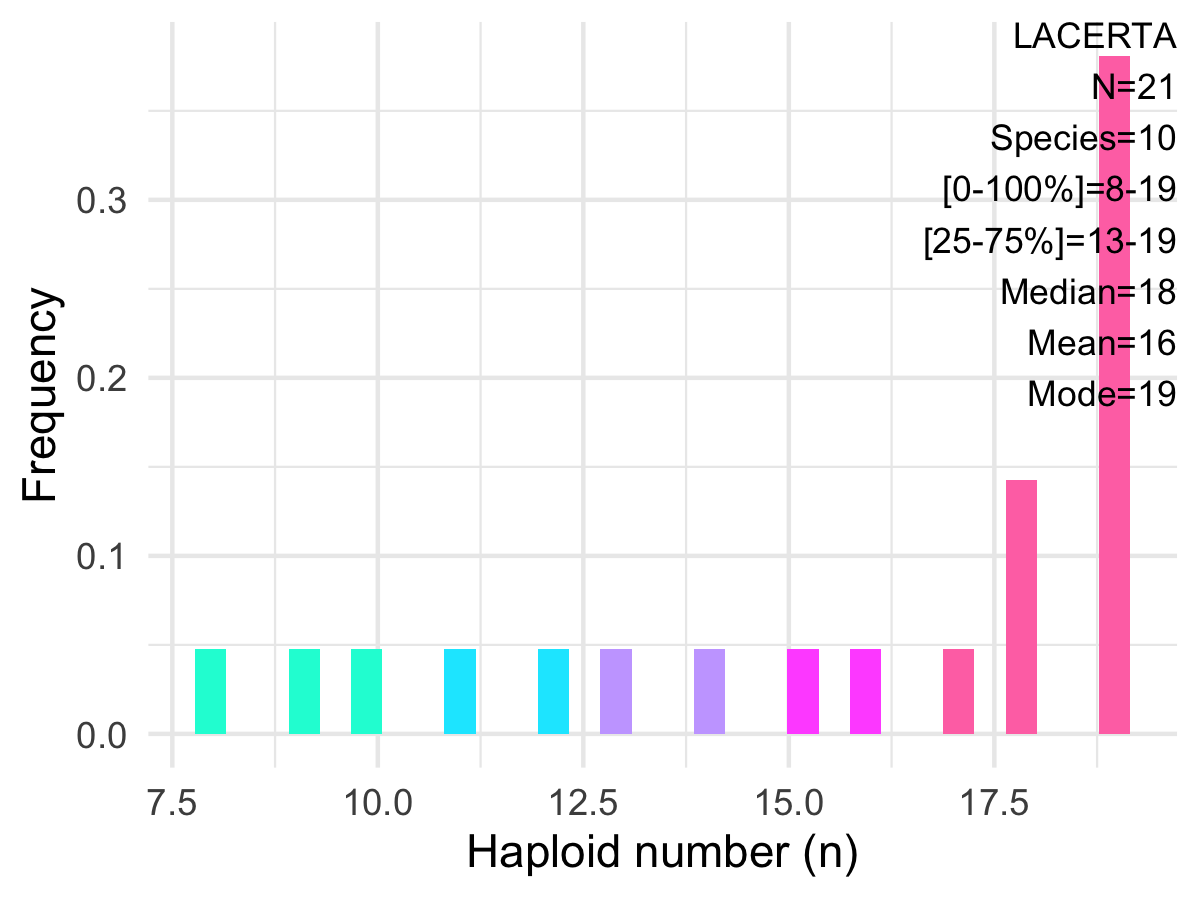 LACERTA
N=21
Species=10
[0-100%]=8-19
[25-75%]=13-19
Median=18
Mean=16
Mode=19
Frequency
0.3
0.2
0.1
0.0
7.5 10.0 12.5 15.0 17.5
Haploid number (n)